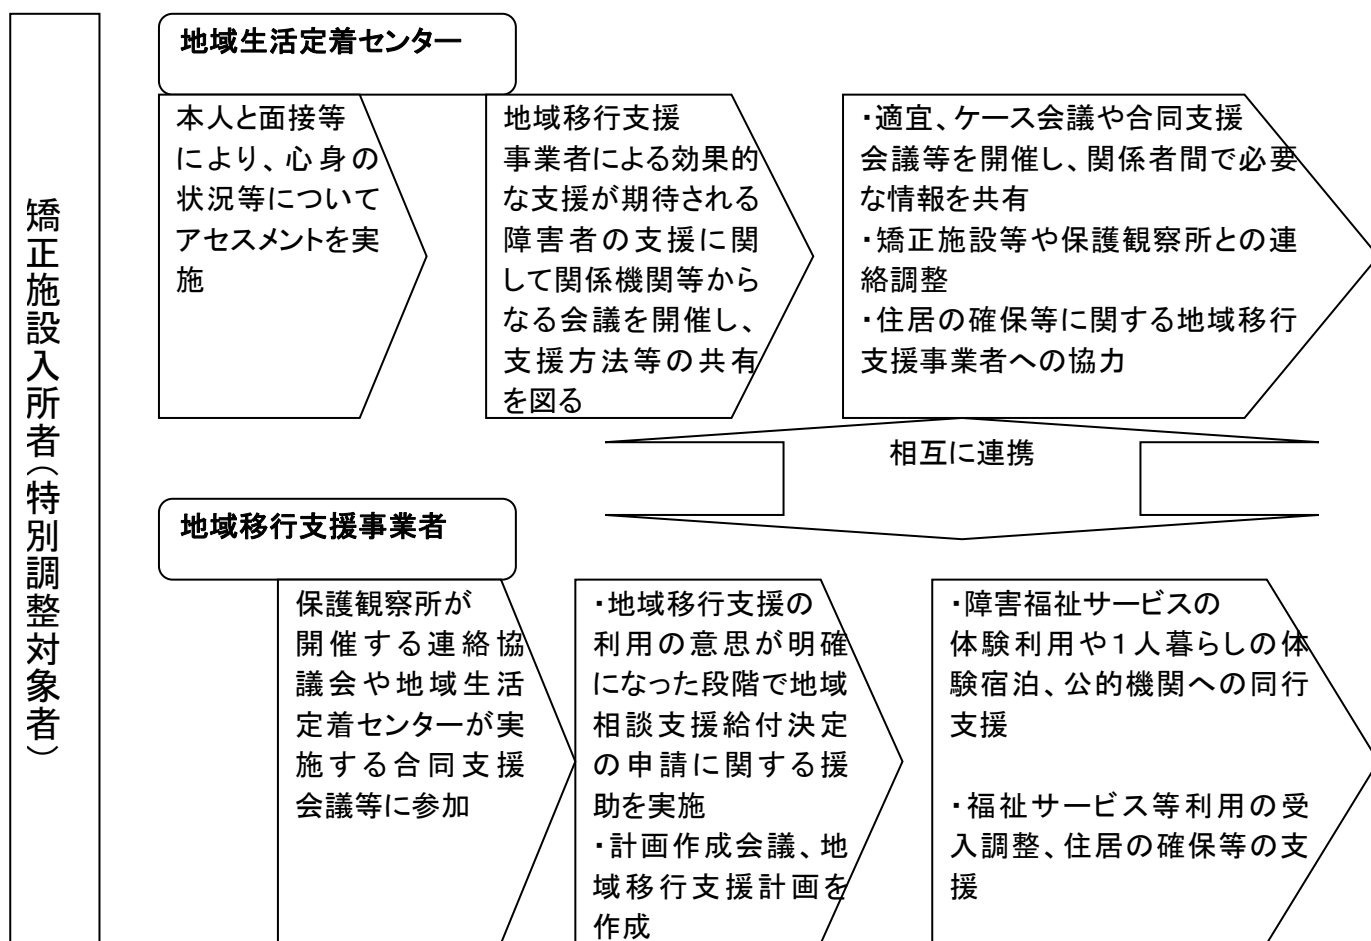 矯正施設入所者（特別調整対象者）
地域生活定着センター
本人と面接等
により、心身の
状況等について
アセスメントを実
施
地域移行支援
事業者による効果的
な支援が期待される
障害者の支援に関
して関係機関等から
なる会議を開催し、
支援方法等の共有
を図る
・適宜、ケース会議や合同支援
会議等を開催し、関係者間で必要
な情報を共有
・矯正施設等や保護観察所との連
絡調整
・住居の確保等に関する地域移行
支援事業者への協力
相互に連携
地域移行支援事業者
保護観察所が
開催する連絡協
議会や地域生活
定着センターが実
施する合同支援
会議等に参加
・地域移行支援の
利用の意思が明確
になった段階で地域
相談支援給付決定
の申請に関する援
助を実施
・計画作成会議、地
域移行支援計画を
作成
・障害福祉サービスの
体験利用や１人暮らしの体
験宿泊、公的機関への同行
支援
・福祉サービス等利用の受
入調整、住居の確保等の支
援